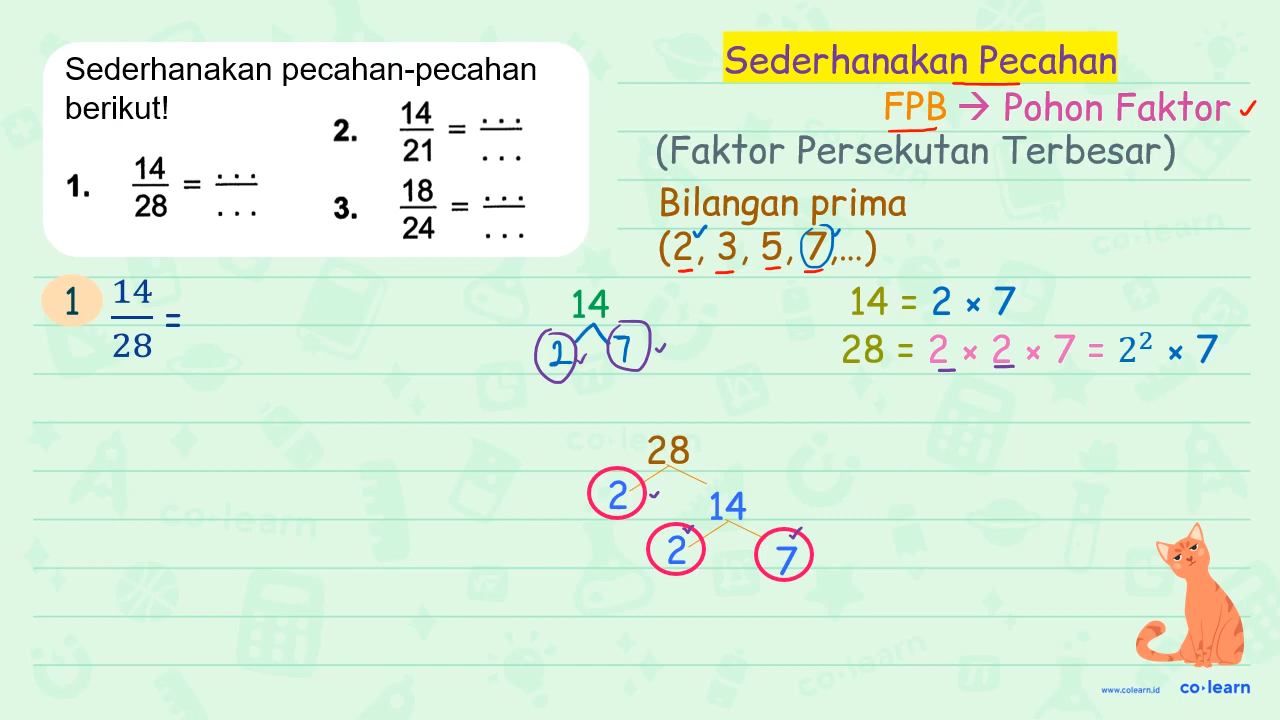 Sederhanakan pecahan-pecahan
berikut!
1. 14/28 = .../...
2. 14/21 = .../...
3. 18/24 = .../...
Sederhanakan Pecahan
FPB → Pohon Faktor ✓
(Faktor Persekutan Terbesar)
Bilangan prima
(2, 3, 5, 7,...)
1 14/28 =
14
2 7
28
2 14
2 7
14 = 2 × 7
28 = 2 × 2 × 7 = 2² × 7
www.colearn.id co·learn